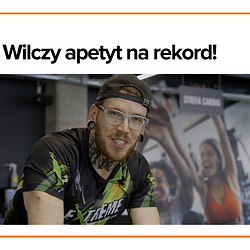 Wilczy apetyt na rekord!
STREFA CARDIO
EXTREME